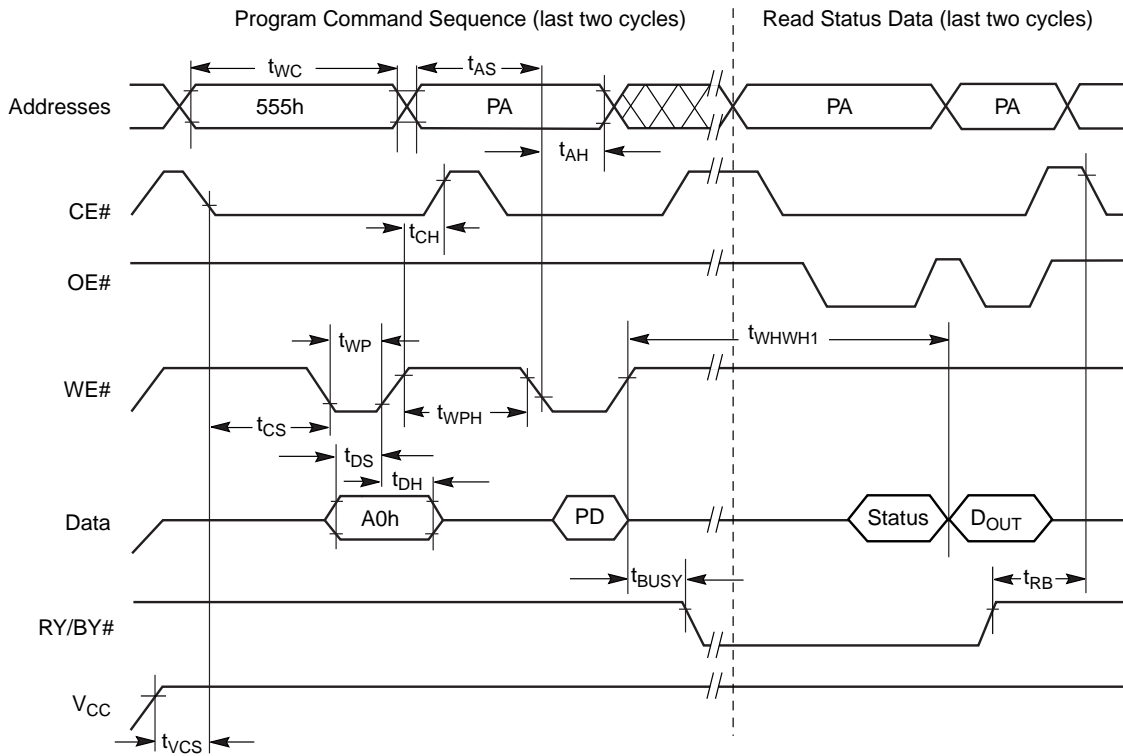 Program Command Sequence (last two cycles)
Read Status Data (last two cycles)
tWC
tAS
Addresses
555h
PA
PA
PA
tAH
CE#
tCH
OE#
tWHWH1
tWP
WE#
tWPH
tCS
tDS
tDH
Data
A0h
PD
Status
DOUT
tBUSY
tRB
RY/BY#
VCC
tVCS